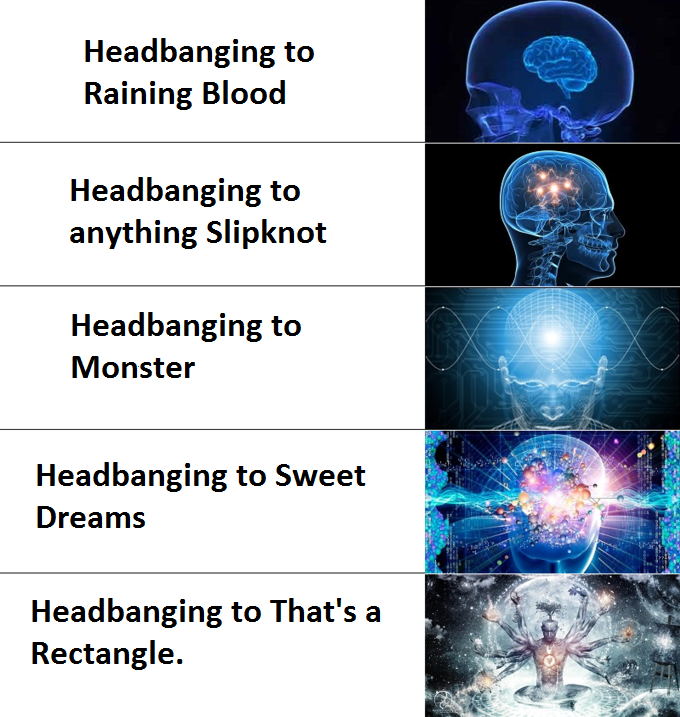 Headbanging to
Raining Blood
Headbanging to
anything Slipknot
Headbanging to
Monster
Headbanging to Sweet
Dreams
Headbanging to That's a
Rectangle.